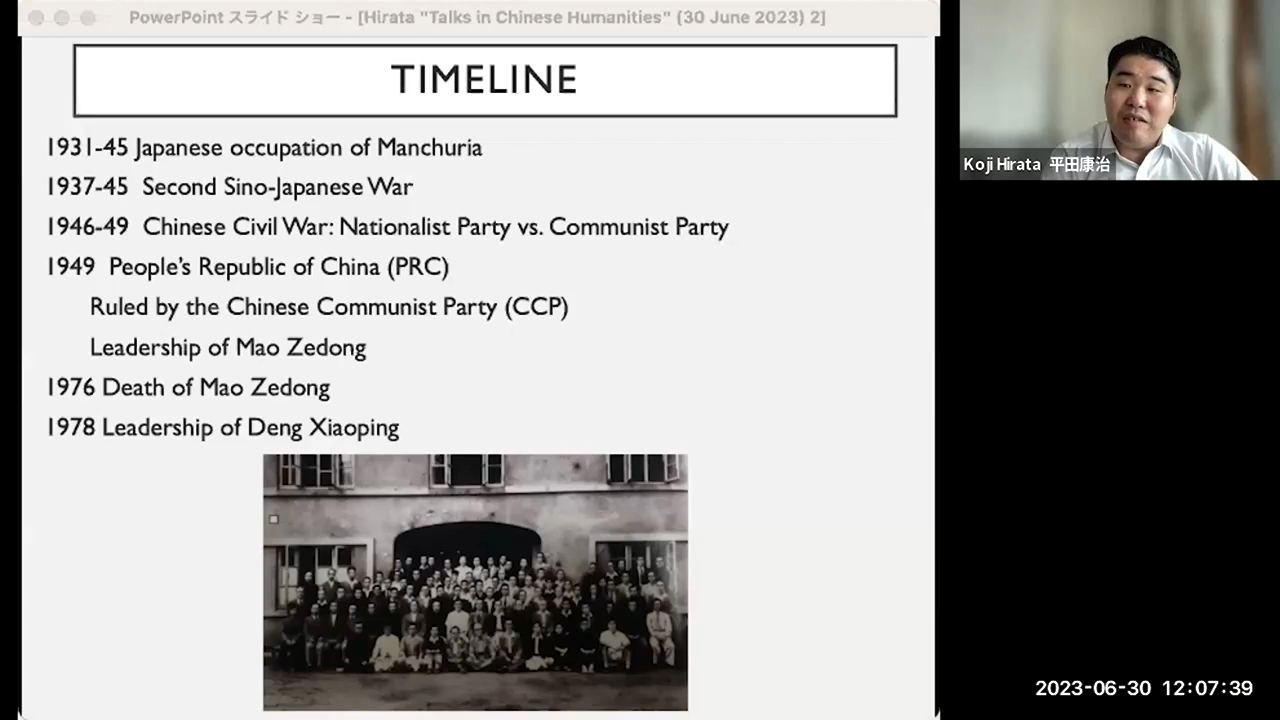 PowerPoint スライド ショー - [Hirata "Talks in Chinese Humanities" (30 June 2023) 2]
TIMELINE
1931-45 Japanese occupation of Manchuria
1937-45 Second Sino-Japanese War
1946-49 Chinese Civil War: Nationalist Party vs. Communist Party
1949 People's Republic of China (PRC)
Ruled by the Chinese Communist Party (CCP)
Leadership of Mao Zedong
1976 Death of Mao Zedong
1978 Leadership of Deng Xiaoping
Koji Hirata 平田康治
2023-06-30 12:07:39